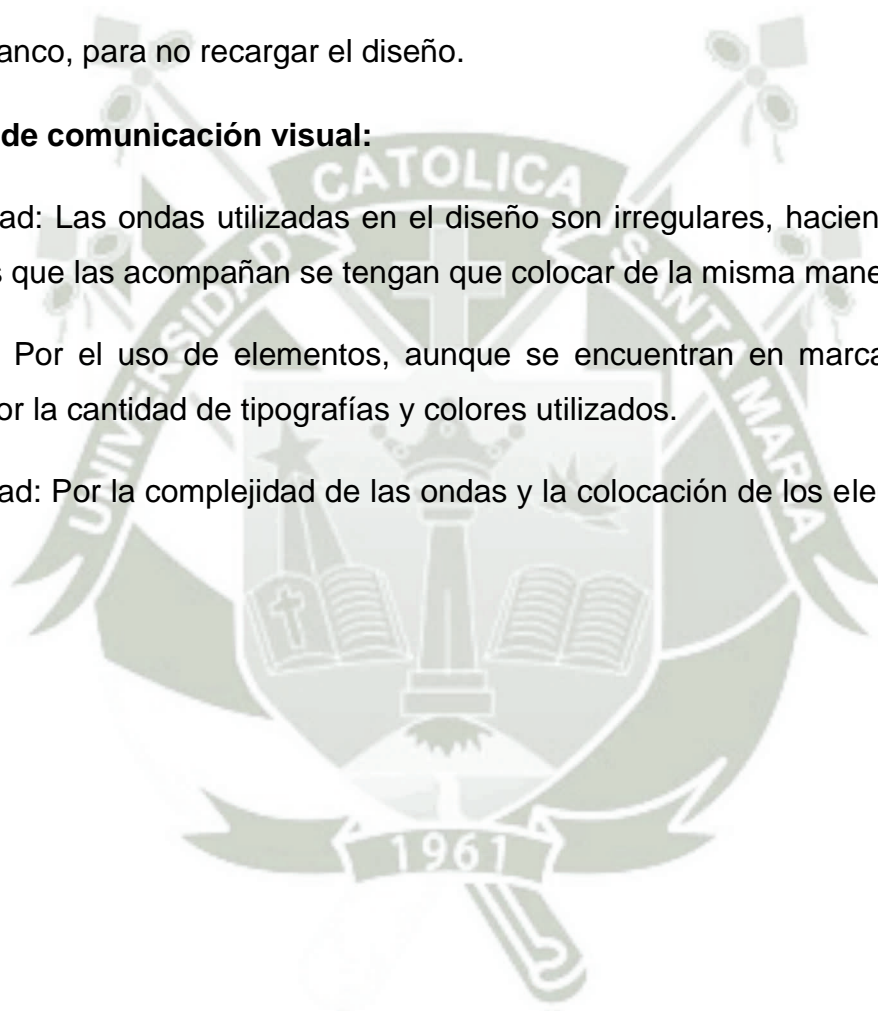 anco, para no recargar el diseño.
de comunicación visual:
ad: Las ondas utilizadas en el diseño son irregulares, hacien
s que las acompañan se tengan que colocar de la misma mane
Por el uso de elementos, aunque se encuentran en marca
or la cantidad de tipografías y colores utilizados.
ad: Por la complejidad de las ondas y la colocación de los ele
UNIVERSIDAD CATOLICA SANTA MARIA
1961